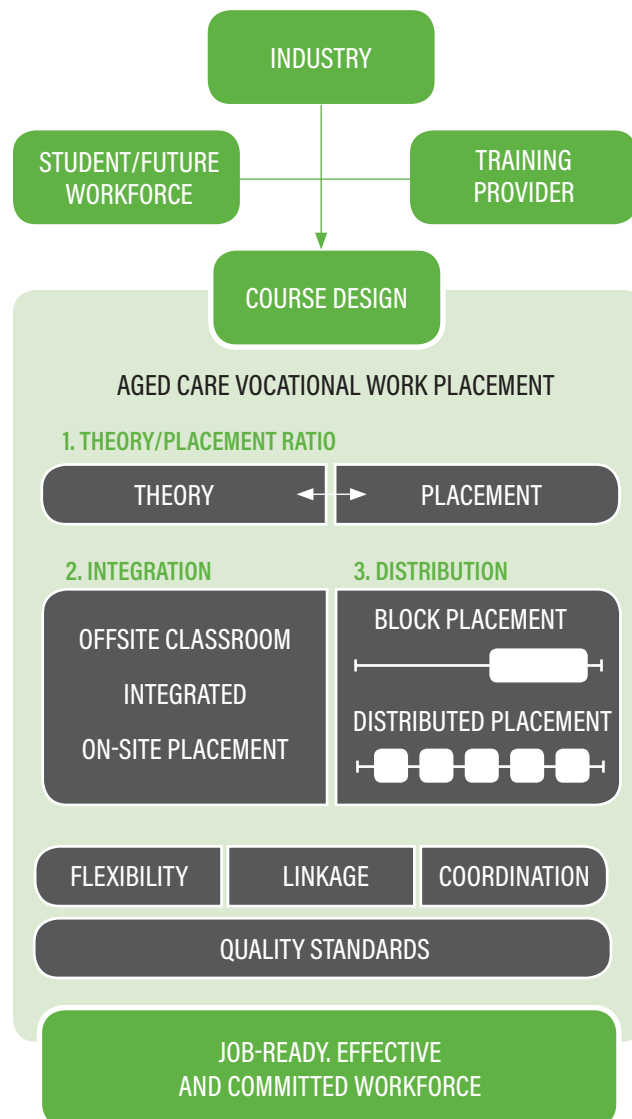 INDUSTRY
STUDENT/FUTURE
WORKFORCE
TRAINING
PROVIDER
COURSE DESIGN
AGED CARE VOCATIONAL WORK PLACEMENT
1. THEORY/PLACEMENT RATIO
THEORY
PLACEMENT
2. INTEGRATION
OFFSITE CLASSROOM
INTEGRATED
ON-SITE PLACEMENT
3. DISTRIBUTION
BLOCK PLACEMENT
DISTRIBUTED PLACEMENT
FLEXIBILITY
LINKAGE
COORDINATION
QUALITY STANDARDS
JOB-READY. EFFECTIVE
AND COMMITTED WORKFORCE